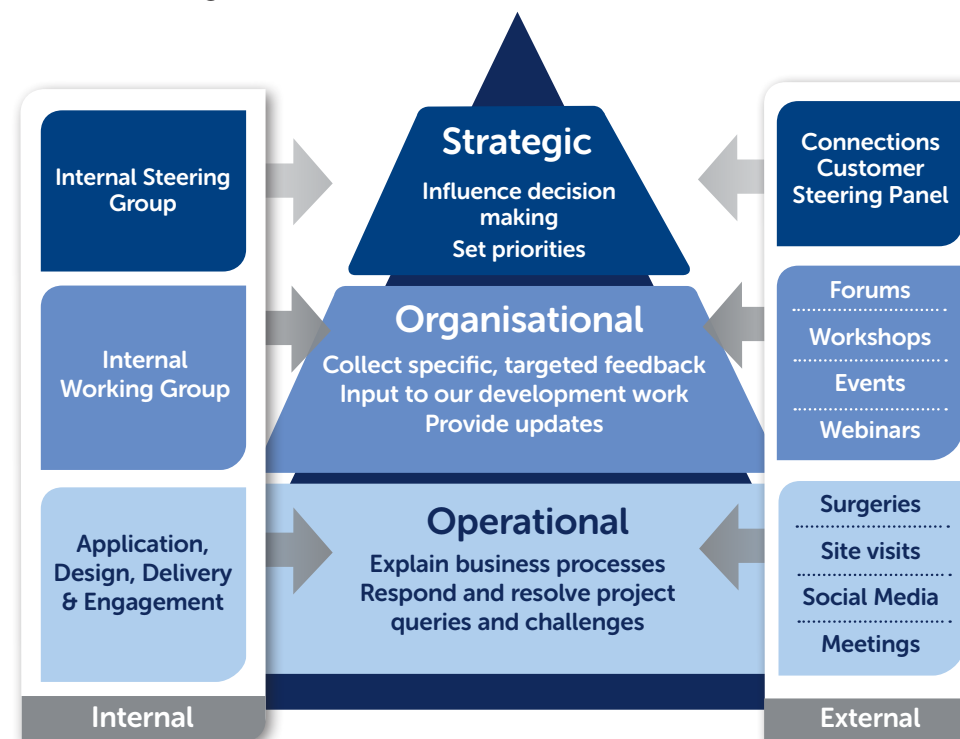 Internal Steering
Group
Internal
Working Group
Application,
Design, Delivery
& Engagement
Internal
Strategic
Influence decision
making
Set priorities
Organisational
Collect specific, targeted feedback
Input to our development work
Provide updates
Operational
Explain business processes
Respond and resolve project
queries and challenges
Connections
Customer
Steering Panel
Forums
Workshops
Events
Webinars
Surgeries
Site visits
Social Media
Meetings
External